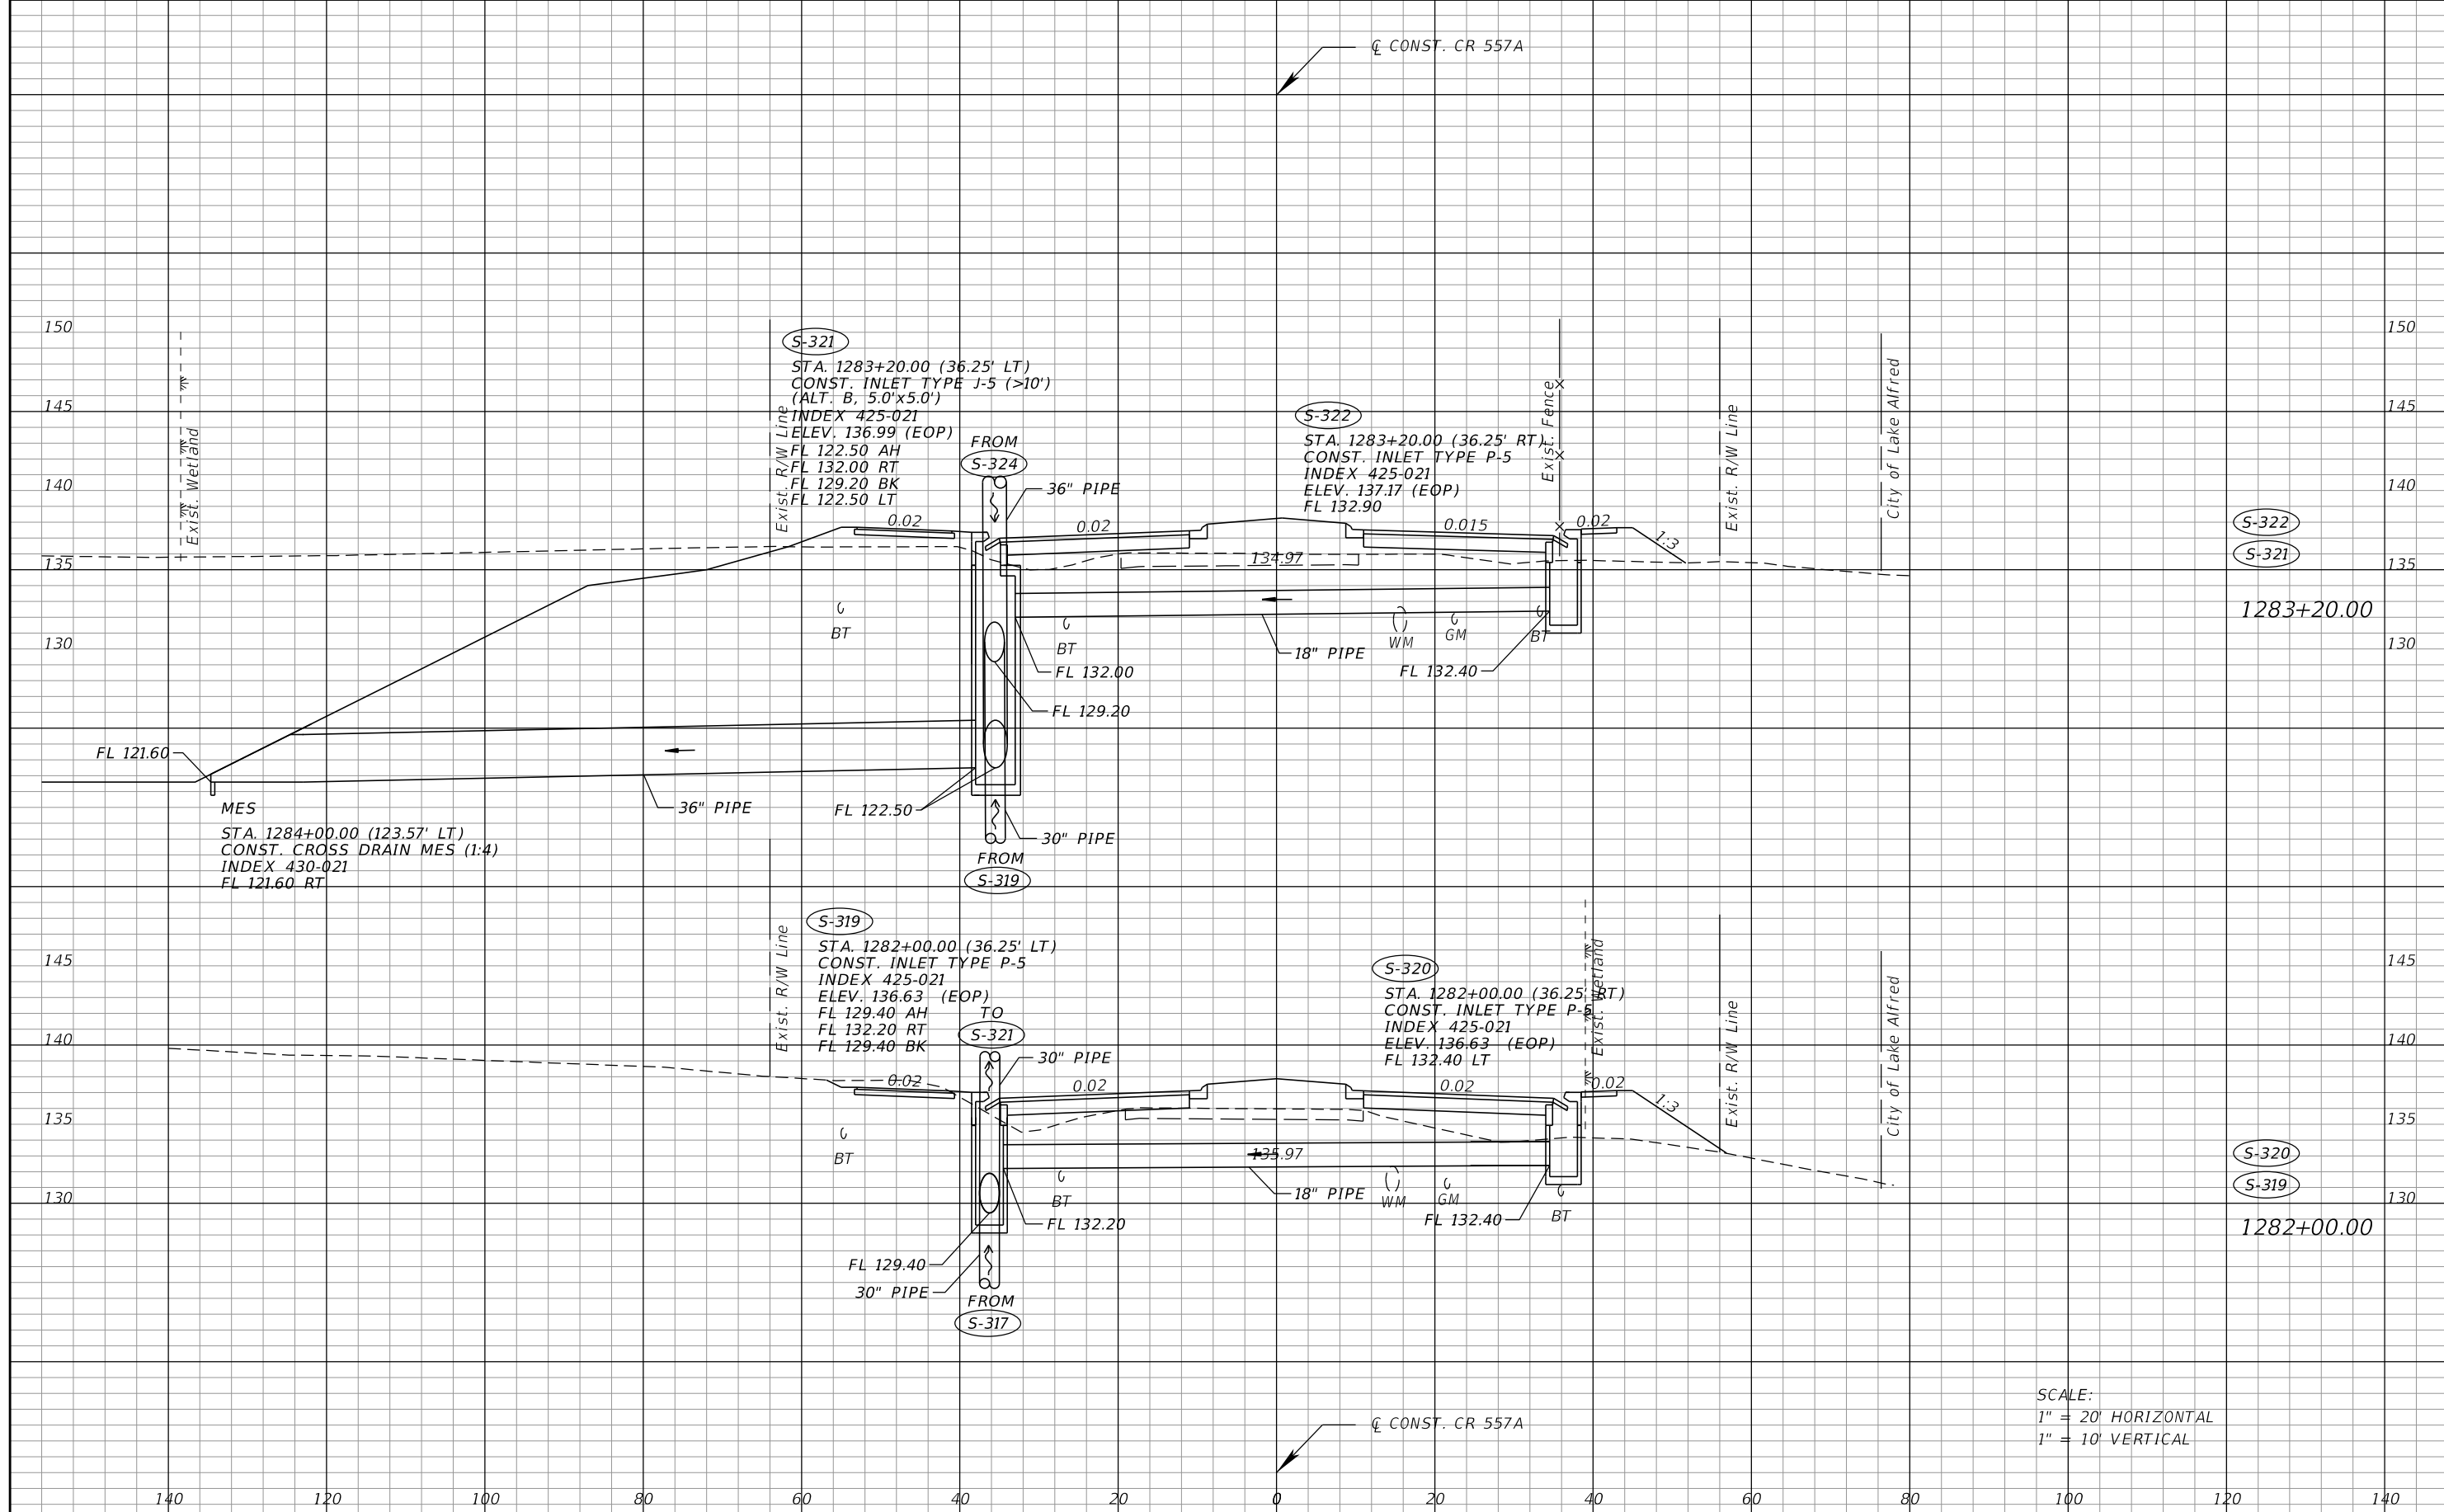 ℄ CONST. CR 557A
150
145
140
135
130
Exist. Wetland
Exist. R/W Line
S-321
STA. 1283+20.00 (36.25' LT)
CONST. INLET TYPE J-5 (>10')
(ALT. B, 5.0'x5.0')
INDEX 425-021
ELEV. 136.99 (EOP)
FL 122.50 AH
FL 132.00 RT
FL 129.20 BK
FL 122.50 LT
FROM
S-324
36" PIPE
S-322
STA. 1283+20.00 (36.25' RT)
CONST. INLET TYPE P-5
INDEX 425-021
ELEV. 137.17 (EOP)
FL 132.90
Exist. Fence
Exist. R/W Line
City of Lake Alfred
150
145
140
135
130
S-322
S-321
1283+20.00
0.02
0.02
0.015
0.02
1:3
134.97
BT
BT
WM
GM
BT
18" PIPE
FL 132.40
FL 132.00
FL 129.20
FL 121.60
36" PIPE
FL 122.50
30" PIPE
FROM
S-319
MES
STA. 1284+00.00 (123.57' LT)
CONST. CROSS DRAIN MES (1:4)
INDEX 430-021
FL 121.60 RT
145
140
135
130
Exist. R/W Line
S-319
STA. 1282+00.00 (36.25' LT)
CONST. INLET TYPE P-5
INDEX 425-021
ELEV. 136.63 (EOP)
FL 129.40 AH
FL 132.20 RT
FL 129.40 BK
TO
S-321
30" PIPE
S-320
STA. 1282+00.00 (36.25' RT)
CONST. INLET TYPE P-5
INDEX 425-021
ELEV. 136.63 (EOP)
FL 132.40 LT
Exist. Wetland
Exist. R/W Line
City of Lake Alfred
145
140
135
130
S-320
S-319
1282+00.00
0.02
0.02
0.02
0.02
1:3
135.97
BT
BT
WM
GM
BT
18" PIPE
FL 132.40
FL 132.20
FL 129.40
30" PIPE
FROM
S-317
℄ CONST. CR 557A
SCALE:
1" = 20' HORIZONTAL
1" = 10' VERTICAL
140 120 100 80 60 40 20 0 20 40 60 80 100 120 140